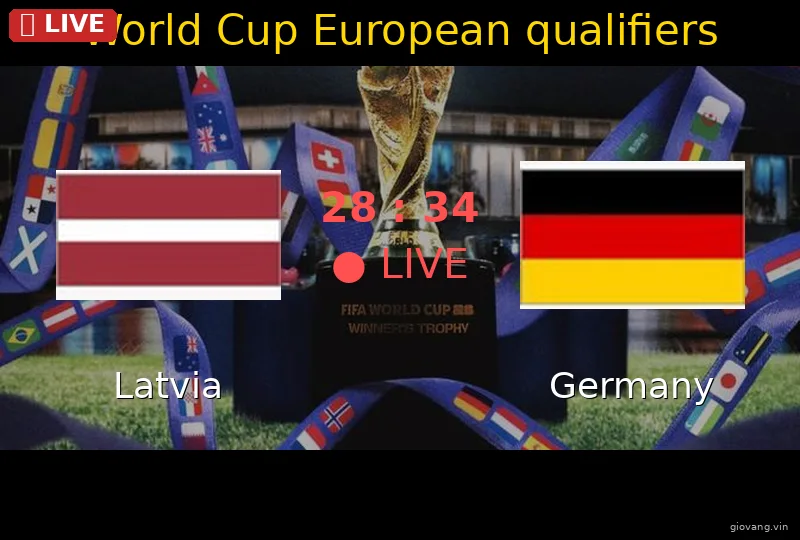 LIVE
World Cup European qualifiers
28 : 34
● LIVE
FIFA WORLD CUP
WINNER'S TROPHY
Latvia
Germany
giovang.vin